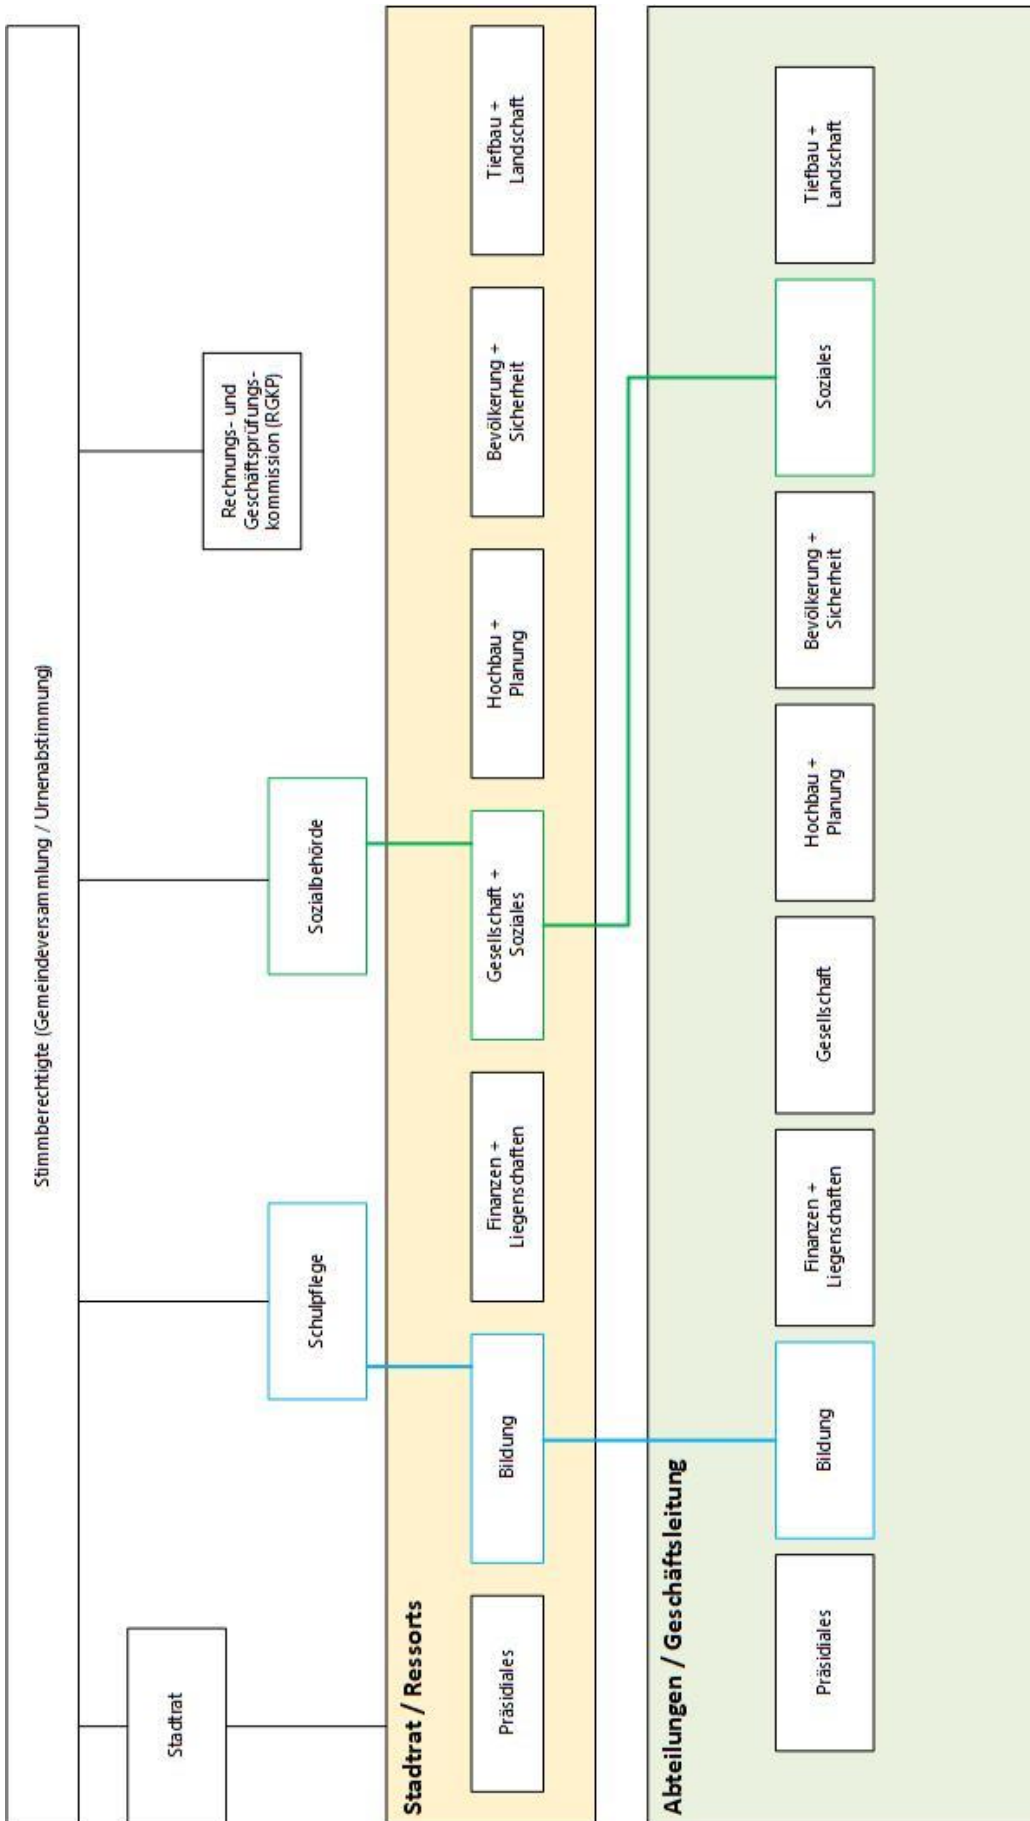 Stimmberechtigte (Gemeindeversammlung / Urnenabstimmung)
Stadtrat
Schulpflege
Sozialbehörde
Rechnungs- und
Geschäftsprüfungs-
kommission (RGKP)
Stadtrat / Ressorts
Präsidiales
Bildung
Finanzen +
Liegenschaften
Gesellschaft +
Soziales
Hochbau +
Planung
Bevölkerung +
Sicherheit
Tiefbau +
Landschaft
Abteilungen / Geschäftsleitung
Präsidiales
Bildung
Finanzen +
Liegenschaften
Gesellschaft
Hochbau +
Planung
Bevölkerung +
Sicherheit
Soziales
Tiefbau +
Landschaft